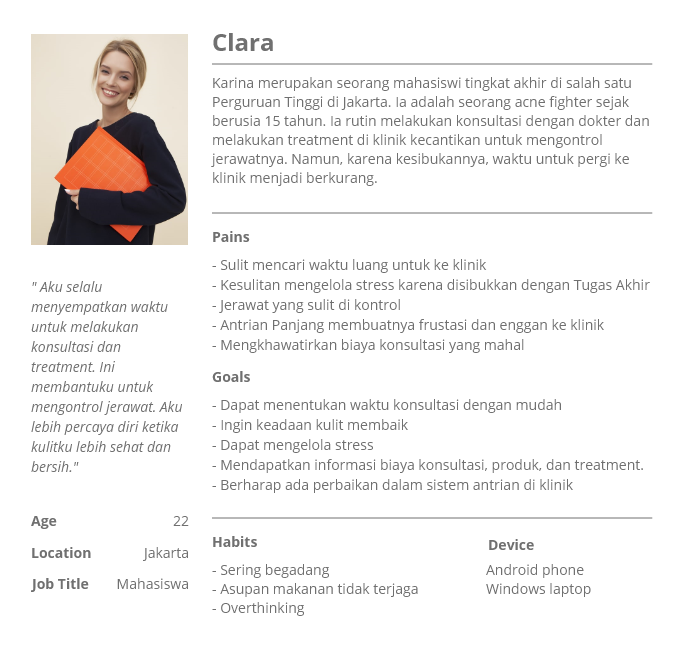 Clara
Karina merupakan seorang mahasiswi tingkat akhir di salah satu
Perguruan Tinggi di Jakarta. Ia adalah seorang acne fighter sejak
berusia 15 tahun. Ia rutin melakukan konsultasi dengan dokter dan
melakukan treatment di klinik kecantikan untuk mengontrol
jerawatnya. Namun, karena kesibukannya, waktu untuk pergi ke
klinik menjadi berkurang.
" Aku selalu
menyempatkan waktu
untuk melakukan
konsultasi dan
treatment. Ini
membantuku untuk
mengontrol jerawat. Aku
lebih percaya diri ketika
kulitku lebih sehat dan
bersih."
Age 22
Location Jakarta
Job Title Mahasiswa
Pains
- Sulit mencari waktu luang untuk ke klinik
- Kesulitan mengelola stress karena disibukkan dengan Tugas Akhir
- Jerawat yang sulit di kontrol
- Antrian Panjang membuatnya frustasi dan enggan ke klinik
- Mengkhawatirkan biaya konsultasi yang mahal
Goals
- Dapat menentukan waktu konsultasi dengan mudah
- Ingin keadaan kulit membaik
- Dapat mengelola stress
- Mendapatkan informasi biaya konsultasi, produk, dan treatment.
- Berharap ada perbaikan dalam sistem antrian di klinik
Habits
- Sering begadang
- Asupan makanan tidak terjaga
- Overthinking
Device
Android phone
Windows laptop